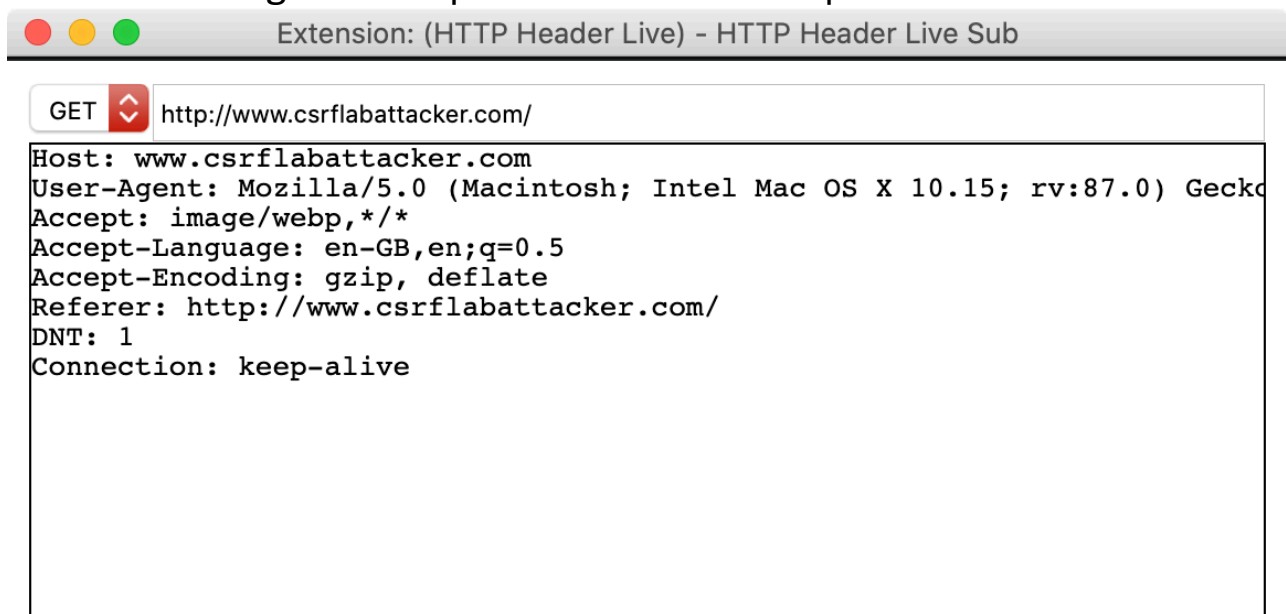 Extension: (HTTP Header Live) - HTTP Header Live Sub
GET http://www.csrflabattacker.com/
Host: www.csrflabattacker.com
User-Agent: Mozilla/5.0 (Macintosh; Intel Mac OS X 10.15; rv:87.0)
Accept: image/webp,*/*
Accept-Language: en-GB,en;q=0.5
Accept-Encoding: gzip, deflate
Referer: http://www.csrflabattacker.com/
DNT: 1
Connection: keep-alive